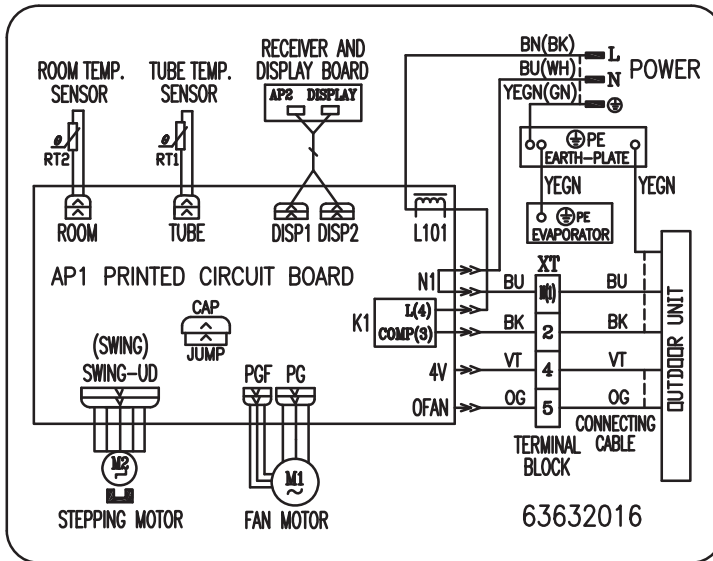 ROOM TEMP.
SENSOR
TUBE TEMP.
SENSOR
RECEIVER AND
DISPLAY BOARD
AP2 DISPLAY
BN(BK)
L
BU(WH)
N
POWER
YEGN(GN)
PE
EARTH-PLATE
YEGN
YEGN
PE
EVAPORATOR
θ
RT2
θ
RT1
ROOM
TUBE
DISP1
DISP2
L101
AP1 PRINTED CIRCUIT BOARD
N1
BU
XT
N(1)
BU
CAP
JUMP
K1
L(4)
COMP(3)
BK
2
BK
(SWING)
SWING-UD
PGF
PG
4V
VT
4
VT
OFAN
OG
5
OG
OUTDOOR UNIT
TERMINAL
BLOCK
CONNECTING
CABLE
M2
M1
~
STEPPING MOTOR
FAN MOTOR
63632016